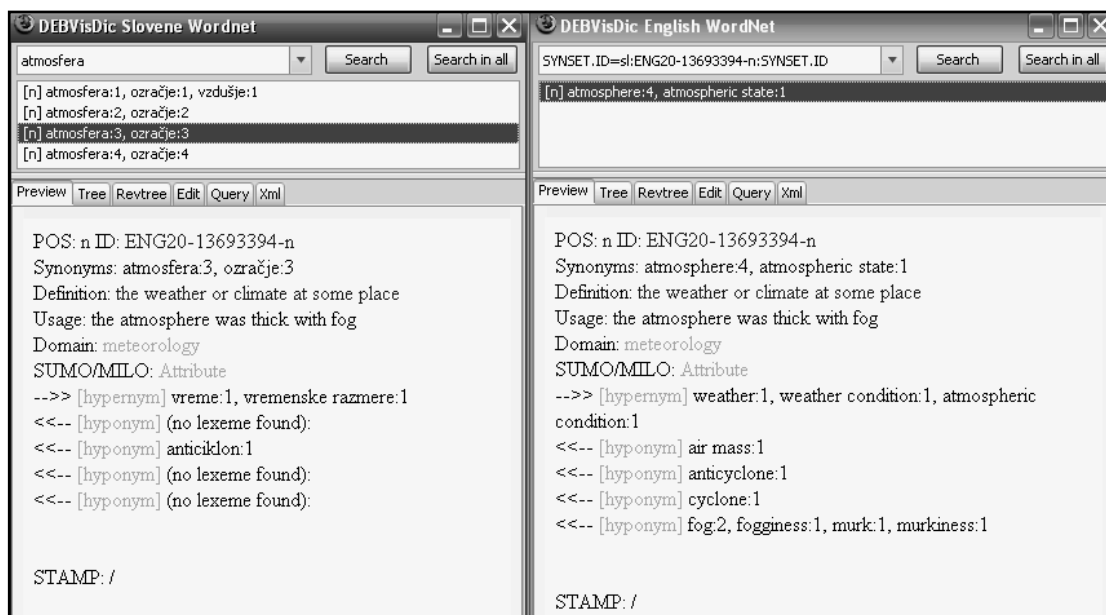 DEBVisDic Slovene Wordnet
atmosfera
Search
Search in all
[n] atmosfera:1, ozračje:1, vzdušje:1
[n] atmosfera:2, ozračje:2
[n] atmosfera:3, ozračje:3
[n] atmosfera:4, ozračje:4
Preview Tree Revtree Edit Query Xml
POS: n ID: ENG20-13693394-n
Synonyms: atmosfera:3, ozračje:3
Definition: the weather or climate at some place
Usage: the atmosphere was thick with fog
Domain: meteorology
SUMO/MILO: Attribute
-->> [hypernym] vreme:1, vremenske razmere:1
<<-- [hyponym] (no lexeme found):
<<-- [hyponym] anticiklon:1
<<-- [hyponym] (no lexeme found):
<<-- [hyponym] (no lexeme found):
STAMP: /
DEBVisDic English WordNet
SYNSET.ID=sl:ENG20-13693394-n:SYNSET.ID
Search
Search in all
[n] atmosphere:4, atmospheric state:1
Preview Tree Revtree Edit Query Xml
POS: n ID: ENG20-13693394-n
Synonyms: atmosphere:4, atmospheric state:1
Definition: the weather or climate at some place
Usage: the atmosphere was thick with fog
Domain: meteorology
SUMO/MILO: Attribute
-->> [hypernym] weather:1, weather condition:1, atmospheric
condition:1
<<-- [hyponym] air mass:1
<<-- [hyponym] anticyclone:1
<<-- [hyponym] cyclone:1
<<-- [hyponym] fog:2, fogginess:1, murk:1, murkiness:1
STAMP: /